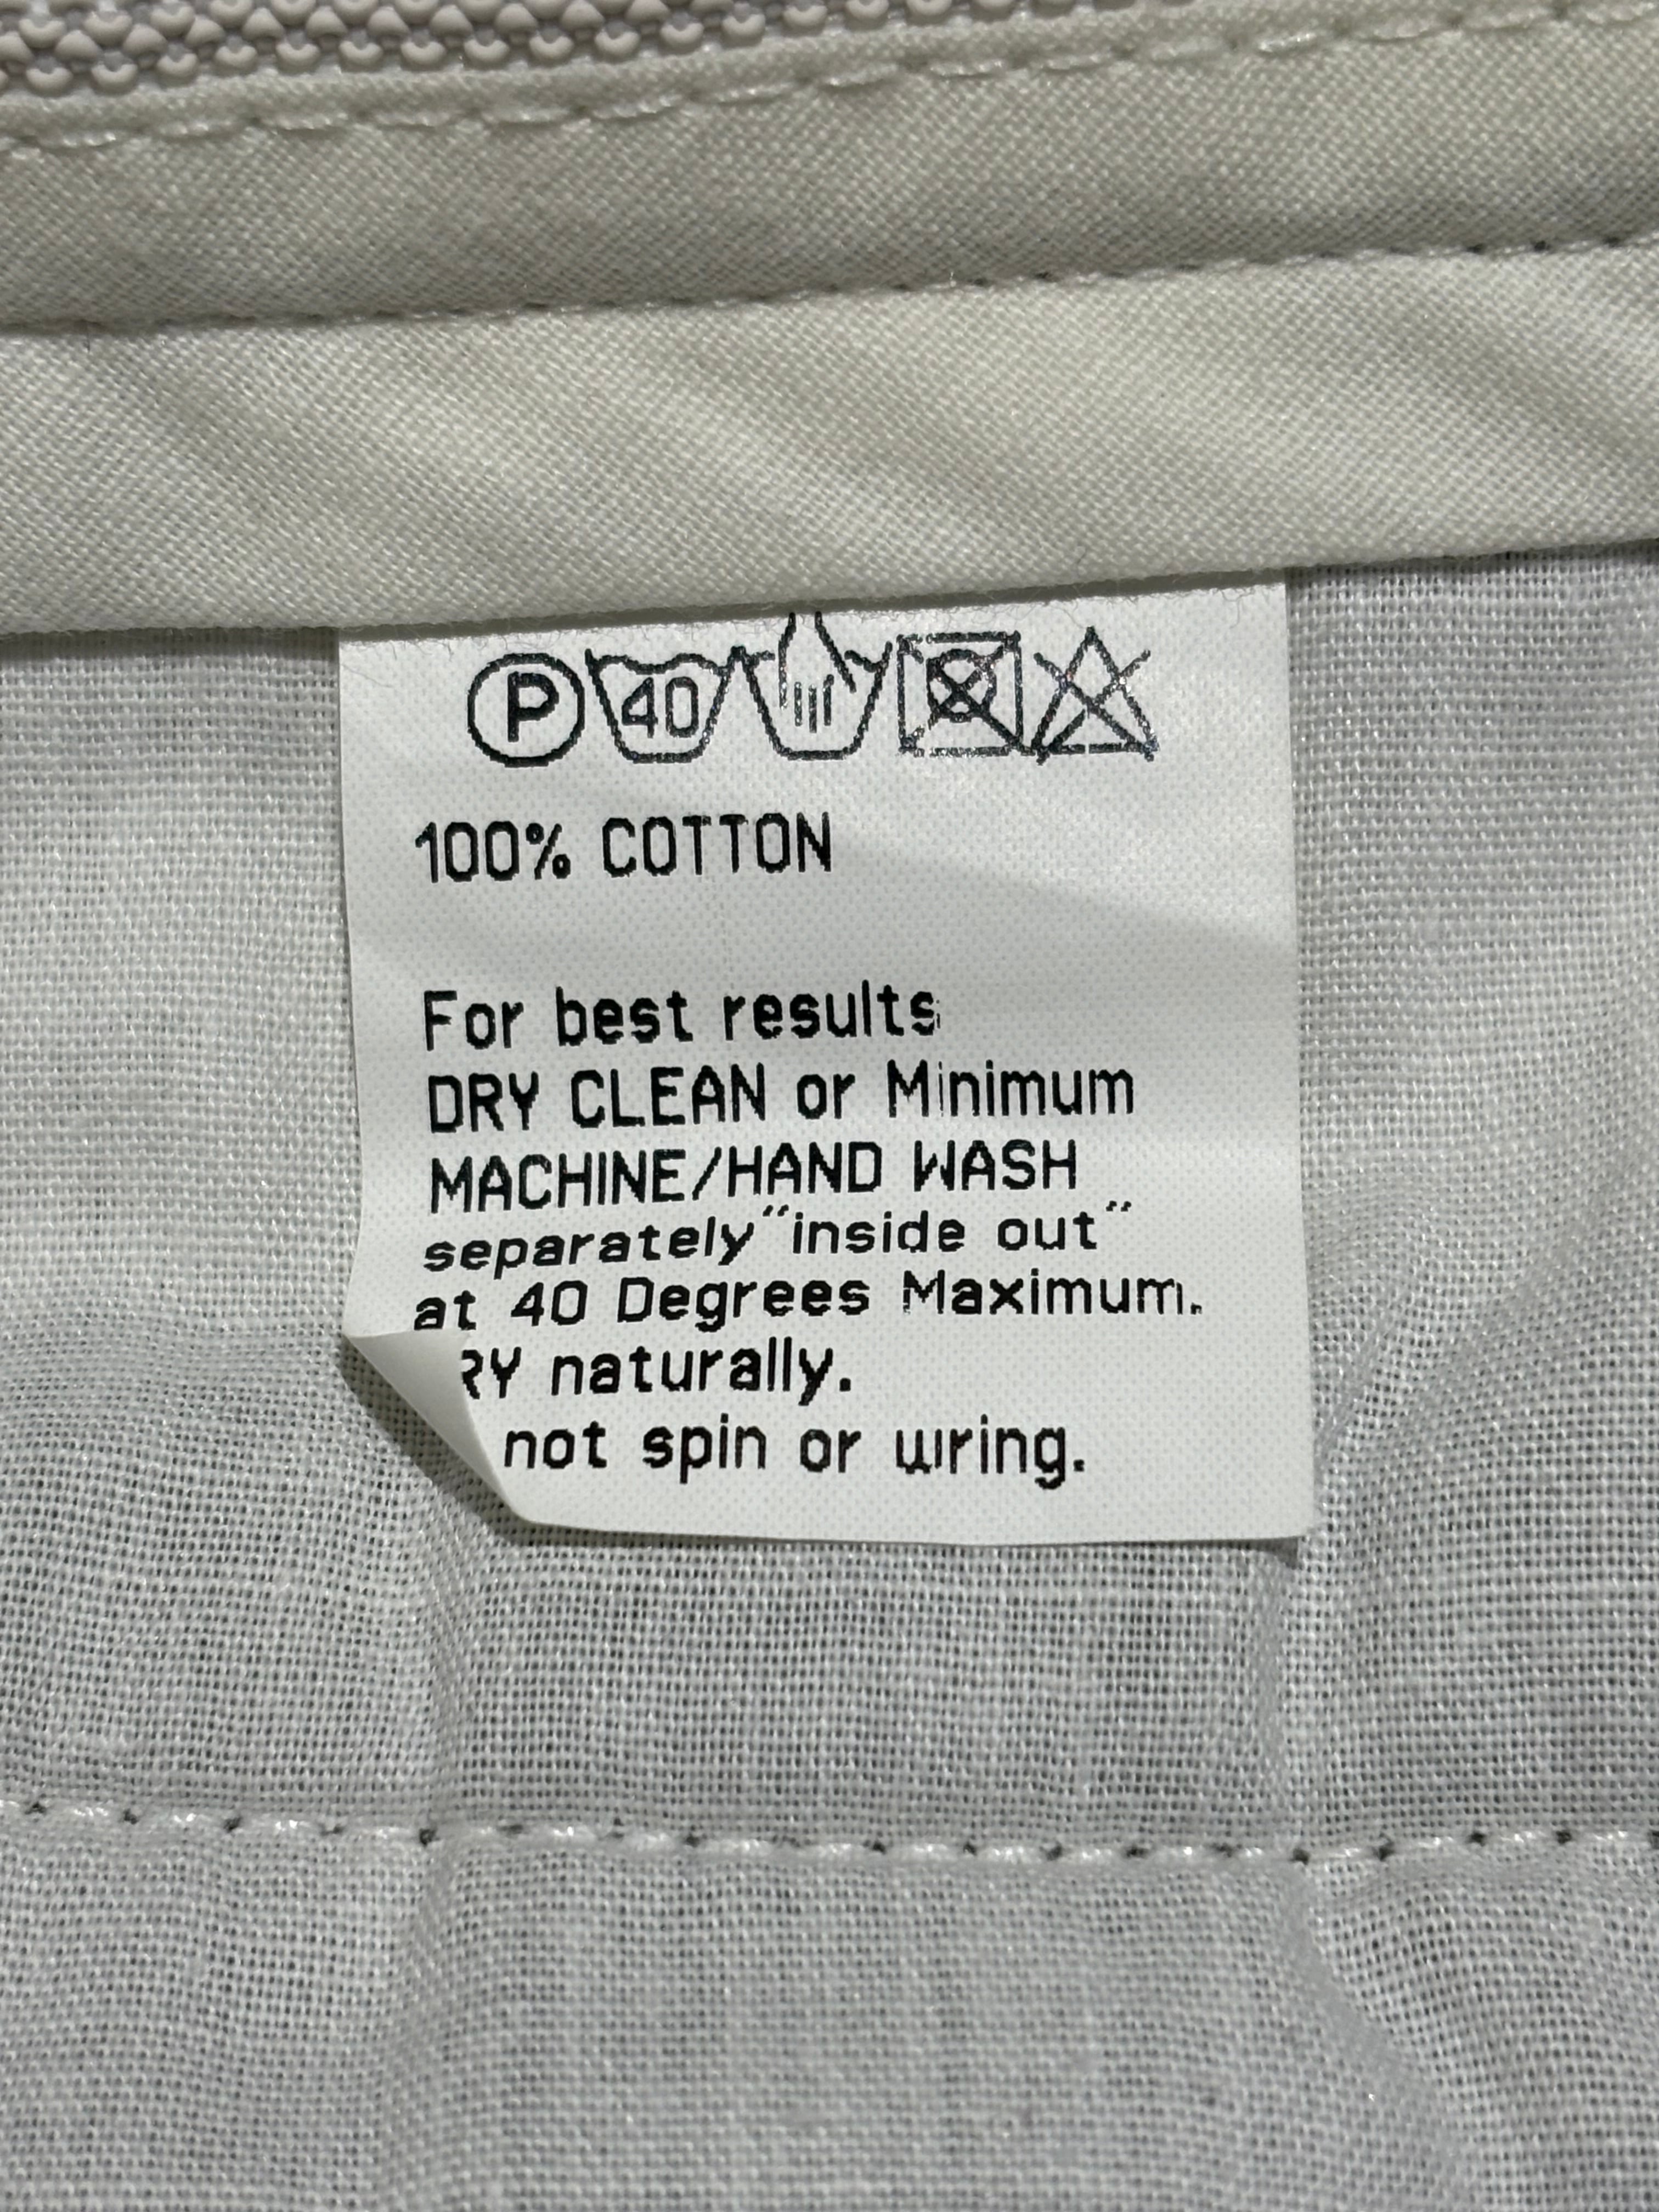 P 40
100% COTTON
For best results
DRY CLEAN or Minimum
MACHINE/HAND WASH
separately "inside out"
at 40 Degrees Maximum.
RY naturally.
not spin or wring.